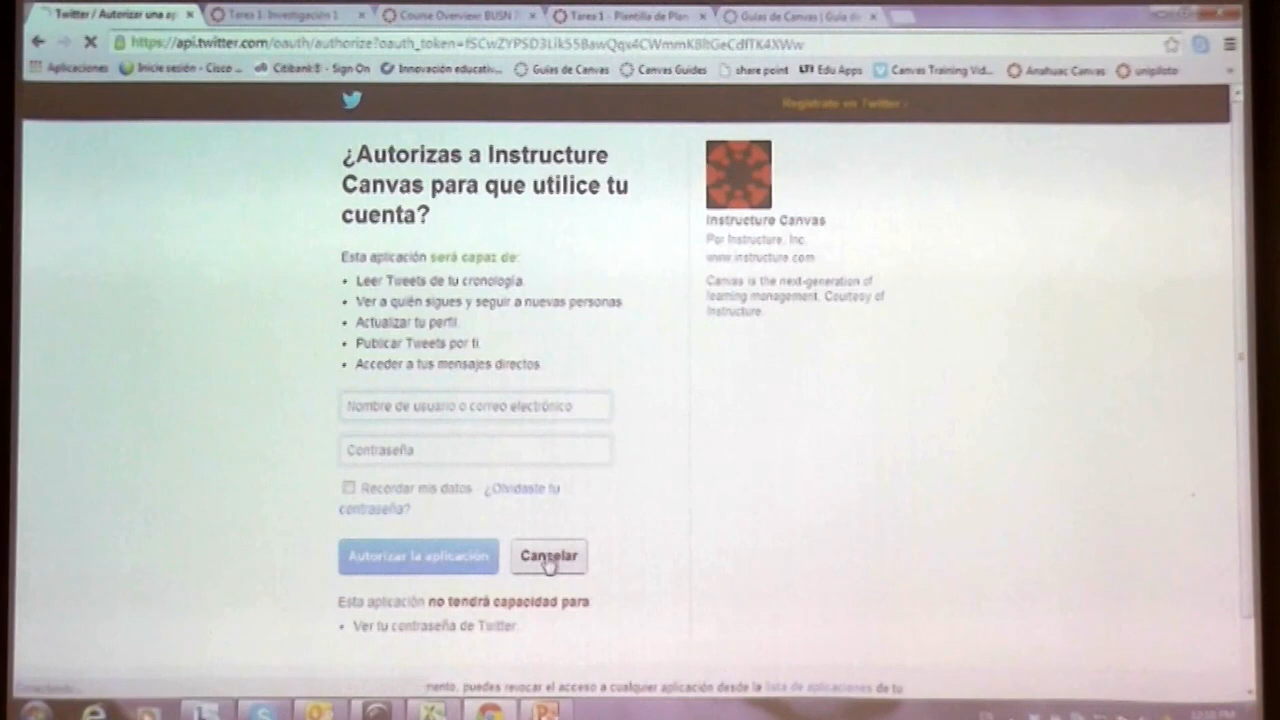 Twitter / Autorizar una ap
Tarea 1: Investigación 1
Course Overview: BUSN
Tarea 1 - Plantilla de Plan
Guías de Canvas | Guía de
https://api.twitter.com/oauth/authorize?oauth_token=
Aplicaciones
Inicie sesión - Cisco ...
Citibank® - Sign On
Innovación educativ...
Guías de Canvas
Canvas Guides
share point
LTI Edu Apps
Canvas Training Vid...
Anahuac Canvas
unipiloto
Regístrate en Twitter ›
¿Autorizas a Instructure
Canvas para que utilice tu
cuenta?
Esta aplicación será capaz de:
• Leer Tweets de tu cronología.
• Ver a quién sigues y seguir a nuevas personas.
• Actualizar tu perfil.
• Publicar Tweets por ti.
• Acceder a tus mensajes directos.
Nombre de usuario o correo electrónico
Contraseña
Recordar mis datos · ¿Olvidaste tu
contraseña?
Autorizar la aplicación
Cancelar
Esta aplicación no tendrá capacidad para:
• Ver tu contraseña de Twitter.
Instructure Canvas
Por Instructure, Inc.
www.instructure.com
Canvas is the next-generation of
learning management. Courtesy of
Instructure.
mento, puedes revocar el acceso a cualquier aplicación desde la lista de aplicaciones de tu